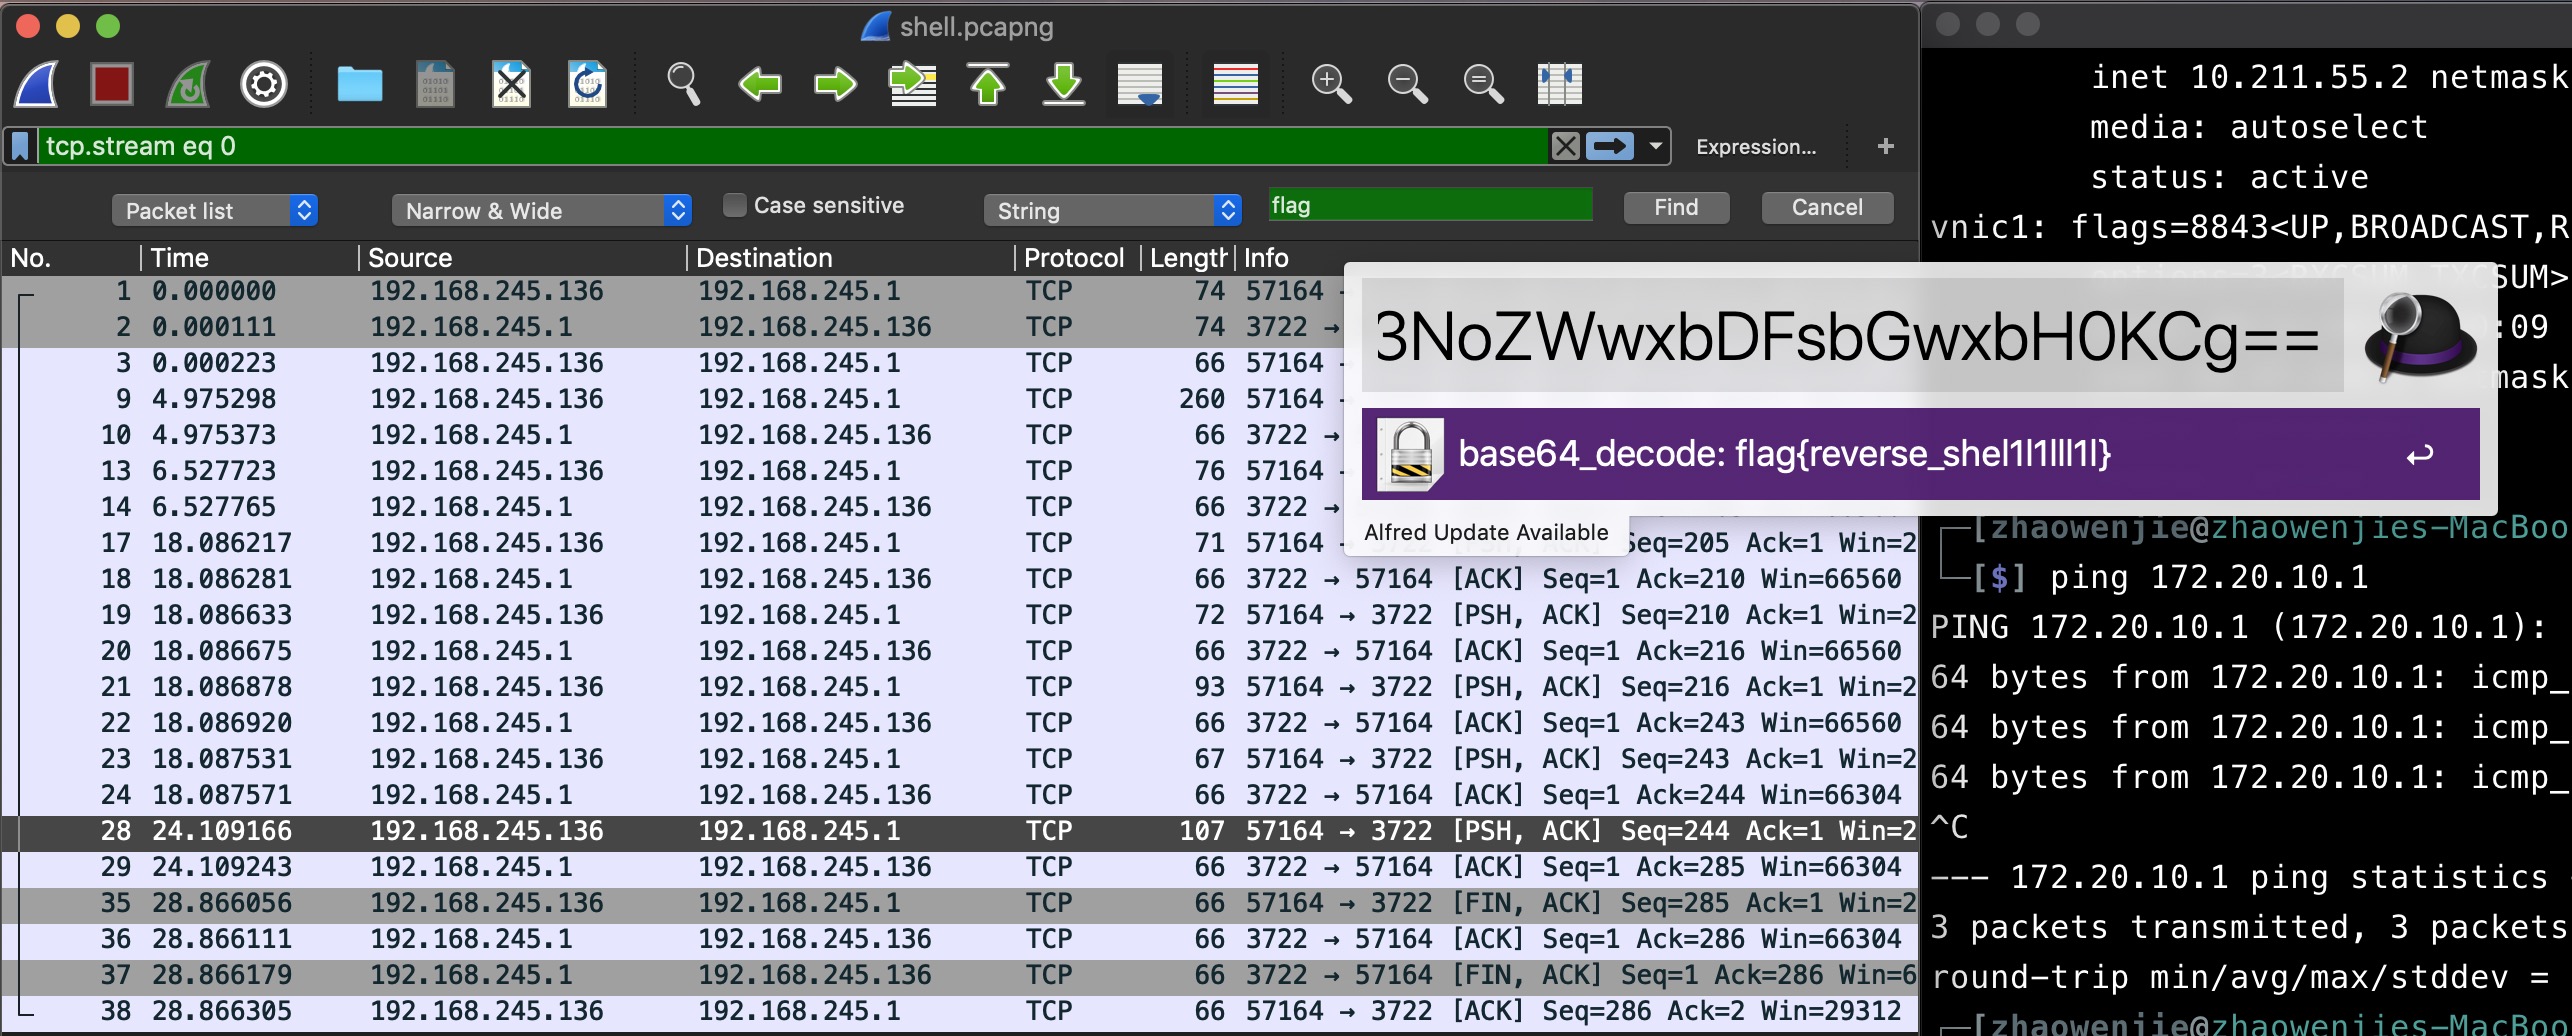 shell.pcapng
tcp.stream eq 0
Expression...
+
Packet list
Narrow & Wide
Case sensitive
String
flag
Find
Cancel
No. Time Source Destination Protocol Length Info
1 0.000000 192.168.245.136 192.168.245.1 TCP 74 57164
2 0.000111 192.168.245.1 192.168.245.136 TCP 74 3722 →
3 0.000223 192.168.245.136 192.168.245.1 TCP 66 57164
9 4.975298 192.168.245.136 192.168.245.1 TCP 260 57164
10 4.975373 192.168.245.1 192.168.245.136 TCP 66 3722 →
13 6.527723 192.168.245.136 192.168.245.1 TCP 76 57164
14 6.527765 192.168.245.1 192.168.245.136 TCP 66 3722 →
17 18.086217 192.168.245.136 192.168.245.1 TCP 71 57164 Seq=205 Ack=1 Win=2
18 18.086281 192.168.245.1 192.168.245.136 TCP 66 3722 → 57164 [ACK] Seq=1 Ack=210 Win=66560
19 18.086633 192.168.245.136 192.168.245.1 TCP 72 57164 → 3722 [PSH, ACK] Seq=210 Ack=1 Win=2
20 18.086675 192.168.245.1 192.168.245.136 TCP 66 3722 → 57164 [ACK] Seq=1 Ack=216 Win=66560
21 18.086878 192.168.245.136 192.168.245.1 TCP 93 57164 → 3722 [PSH, ACK] Seq=216 Ack=1 Win=2
22 18.086920 192.168.245.1 192.168.245.136 TCP 66 3722 → 57164 [ACK] Seq=1 Ack=243 Win=66560
23 18.087531 192.168.245.136 192.168.245.1 TCP 67 57164 → 3722 [PSH, ACK] Seq=243 Ack=1 Win=2
24 18.087571 192.168.245.1 192.168.245.136 TCP 66 3722 → 57164 [ACK] Seq=1 Ack=244 Win=66304
28 24.109166 192.168.245.136 192.168.245.1 TCP 107 57164 → 3722 [PSH, ACK] Seq=244 Ack=1 Win=2
29 24.109243 192.168.245.1 192.168.245.136 TCP 66 3722 → 57164 [ACK] Seq=1 Ack=285 Win=66304
35 28.866056 192.168.245.136 192.168.245.1 TCP 66 57164 → 3722 [FIN, ACK] Seq=285 Ack=1 Win=2
36 28.866111 192.168.245.1 192.168.245.136 TCP 66 3722 → 57164 [ACK] Seq=1 Ack=286 Win=66304
37 28.866179 192.168.245.1 192.168.245.136 TCP 66 3722 → 57164 [FIN, ACK] Seq=1 Ack=286 Win=6
38 28.866305 192.168.245.136 192.168.245.1 TCP 66 57164 → 3722 [ACK] Seq=286 Ack=2 Win=29312
3NoZWwxbDFsbGwxbH0KCg==
base64_decode: flag{reverse_shel1l1lll1l}
Alfred Update Available
inet 10.211.55.2 netmask
media: autoselect
status: active
vnic1: flags=8843<UP,BROADCAST,R
options=3<RXCSUM,TXCSUM>
:09
mask
[zhaowenjie@zhaowenjies-MacBoo
[$] ping 172.20.10.1
PING 172.20.10.1 (172.20.10.1):
64 bytes from 172.20.10.1: icmp_
64 bytes from 172.20.10.1: icmp_
64 bytes from 172.20.10.1: icmp_
^C
--- 172.20.10.1 ping statistics
3 packets transmitted, 3 packets
round-trip min/avg/max/stddev =
[zhaowenjie@zhaowenjies-MacBoo